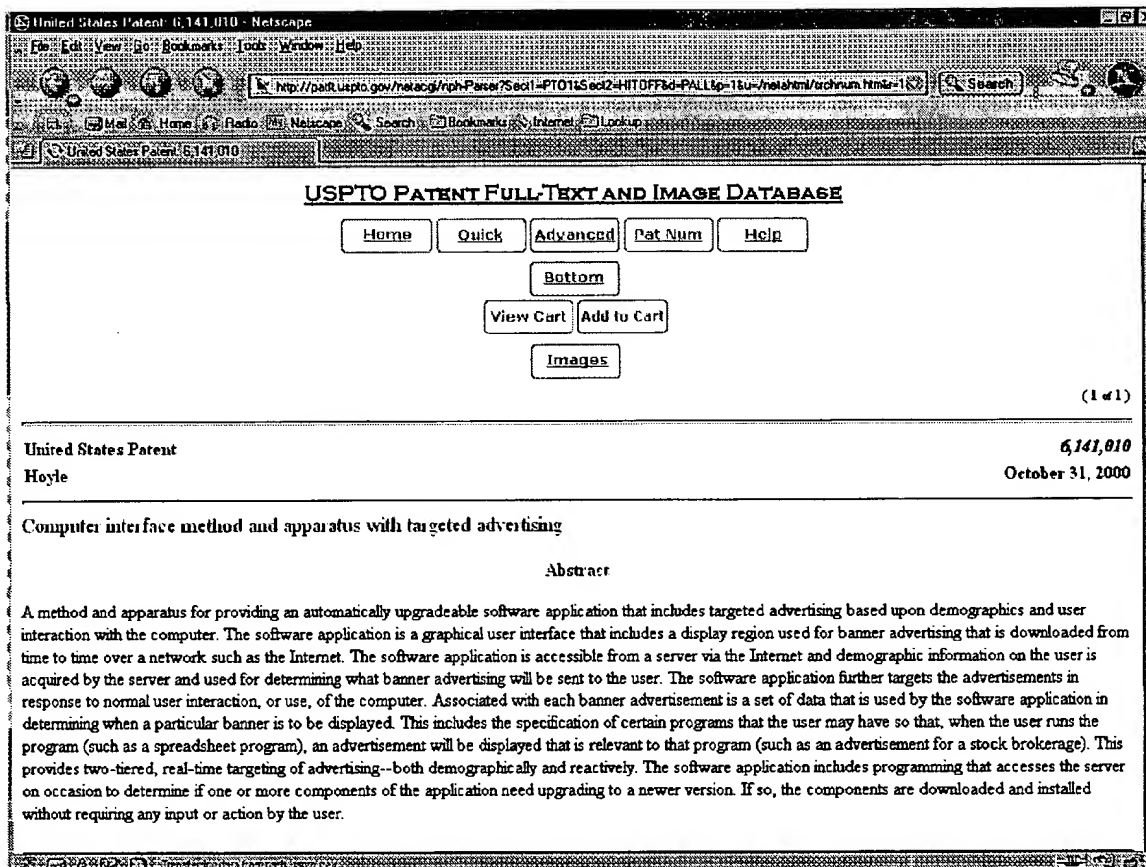 United States Patent: 6,141,010 - Netscape
File Edit View Go Bookmarks Tools Window Help
Search
Mail Home Radio Netscape Search Bookmarks Internet Lookup
United States Patent: 6,141,010
USPTO PATENT FULL-TEXT AND IMAGE DATABASE
Home Quick Advanced Pat Num Help
Bottom
View Cart Add to Cart
Images
(1 of 1)
United States Patent 6,141,010
Hoyle October 31, 2000
Computer interface method and apparatus with targeted advertising
Abstract
A method and apparatus for providing an automatically upgradeable software application that includes targeted advertising based upon demographics and user
interaction with the computer. The software application is a graphical user interface that includes a display region used for banner advertising that is downloaded from
time to time over a network such as the Internet. The software application is accessible from a server via the Internet and demographic information on the user is
acquired by the server and used for determining what banner advertising will be sent to the user. The software application further targets the advertisements in
response to normal user interaction, or use, of the computer. Associated with each banner advertisement is a set of data that is used by the software application in
determining when a particular banner is to be displayed. This includes the specification of certain programs that the user may have so that, when the user runs the
program (such as a spreadsheet program), an advertisement will be displayed that is relevant to that program (such as an advertisement for a stock brokerage). This
provides two-tiered, real-time targeting of advertising--both demographically and reactively. The software application includes programming that accesses the server
on occasion to determine if one or more components of the application need upgrading to a newer version. If so, the components are downloaded and installed
without requiring any input or action by the user.